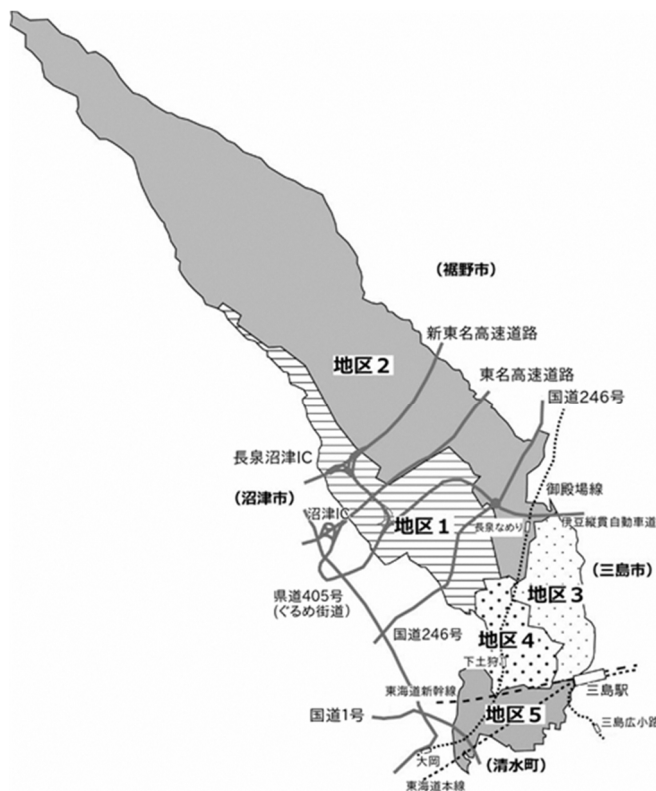 (裾野市)
新東名高速道路
地区2
東名高速道路
国道246号
長泉沼津IC
御殿場線
(沼津市)
沼津IC
地区1
長泉なめり
伊豆縦貫自動車道
(三島市)
県道405号
(ぐるめ街道)
地区3
国道246号
地区4
下土狩
東海道新幹線
三島駅
国道1号
地区5
三島広小路
大岡
(清水町)
東海道本線